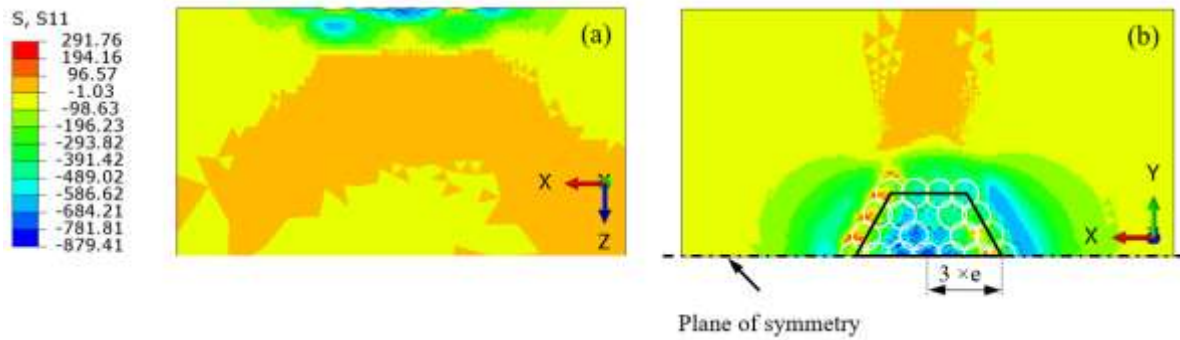 S, S11
291.76
194.16
96.57
-1.03
-98.63
-196.23
-293.82
-391.42
-489.02
-586.62
-684.21
-781.81
-879.41
(a)
X
Y
Z
(b)
Y
X
3 ×e
Plane of symmetry